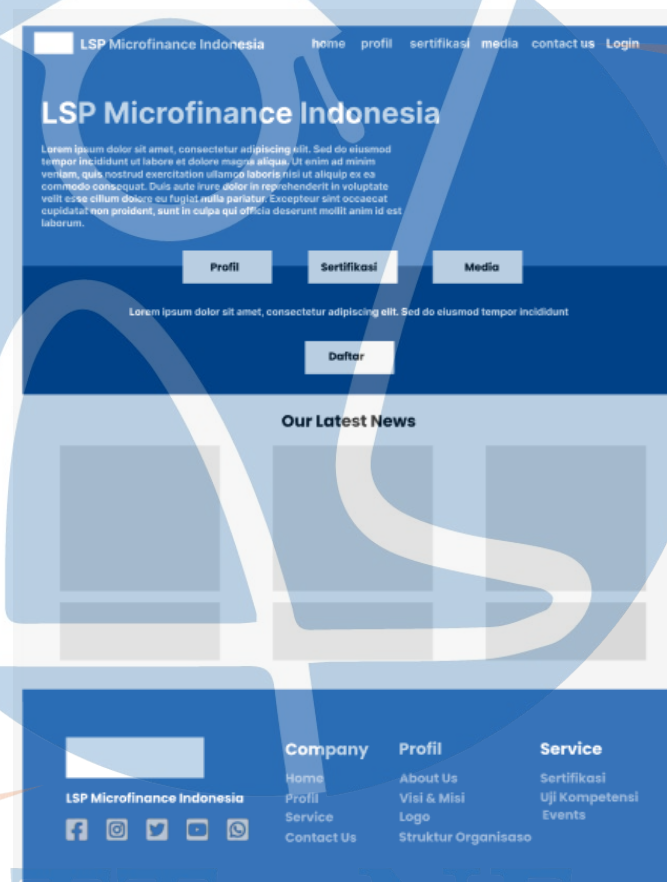 LSP Microfinance Indonesia home profil sertifikasi media contact us Login
LSP Microfinance Indonesia
Lorem ipsum dolor sit amet, consectetur adipiscing elit. Sed do eiusmod
tempor incididunt ut labore et dolore magna aliqua. Ut enim ad minim
veniam, quis nostrud exercitation ullamco laboris nisi ut aliquip ex ea
commodo consequat. Duis aute irure dolor in reprehenderit in voluptate
velit esse cillum dolore eu fugiat nulla pariatur. Excepteur sint occaecat
cupidatat non proident, sunt in culpa qui officia deserunt mollit anim id est
laborum.
Profil Sertifikasi Media
Lorem ipsum dolor sit amet, consectetur adipiscing elit. Sed do eiusmod tempor incididunt
Daftar
Our Latest News
LSP Microfinance Indonesia
Company
Home
Profil
Service
Contact Us
Profil
About Us
Visi & Misi
Logo
Struktur Organisaso
Service
Sertifikasi
Uji Kompetensi
Events